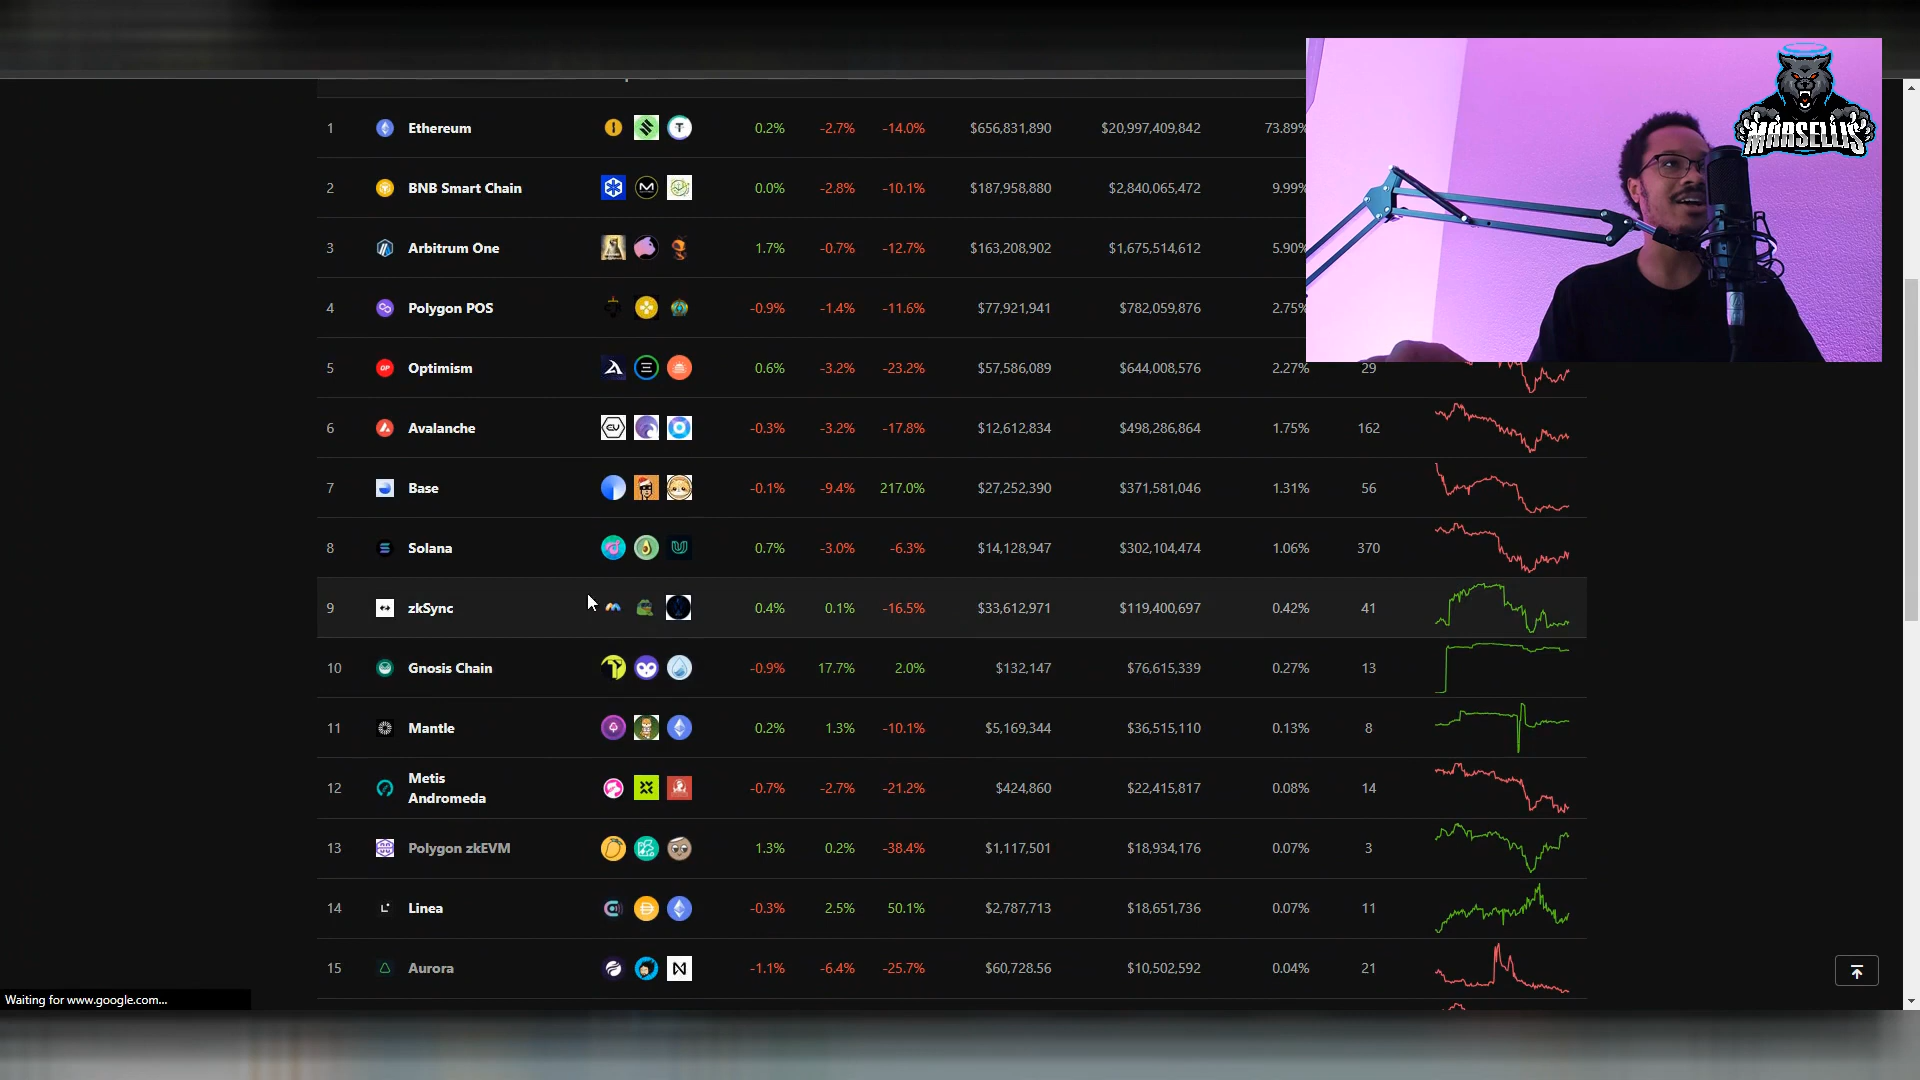 MARSELLIS
1 Ethereum 0.2% -2.7% -14.0% $656,831,890 $20,997,409,842 73.89%
2 BNB Smart Chain 0.0% -2.8% -10.1% $187,958,880 $2,840,065,472 9.99%
3 Arbitrum One 1.7% -0.7% -12.7% $163,208,902 $1,675,514,612 5.90%
4 Polygon POS -0.9% -1.4% -11.6% $77,921,941 $782,059,876 2.75%
5 OP Optimism 0.6% -3.2% -23.2% $57,586,089 $644,008,576 2.27% 29
6 Avalanche -0.3% -3.2% -17.8% $12,612,834 $498,286,864 1.75% 162
7 Base -0.1% -9.4% 217.0% $27,252,390 $371,581,046 1.31% 56
8 Solana 0.7% -3.0% -6.3% $14,128,947 $302,104,474 1.06% 370
9 zkSync 0.4% 0.1% -16.5% $33,612,971 $119,400,697 0.42% 41
10 Gnosis Chain -0.9% 17.7% 2.0% $132,147 $76,615,339 0.27% 13
11 Mantle 0.2% 1.3% -10.1% $5,169,344 $36,515,110 0.13% 8
12 Metis Andromeda -0.7% -2.7% -21.2% $424,860 $22,415,817 0.08% 14
13 Polygon zkEVM 1.3% 0.2% -38.4% $1,117,501 $18,934,176 0.07% 3
14 Linea -0.3% 2.5% 50.1% $2,787,713 $18,651,736 0.07% 11
15 Aurora -1.1% -6.4% -25.7% $60,728.56 $10,502,592 0.04% 21
Waiting for www.google.com...